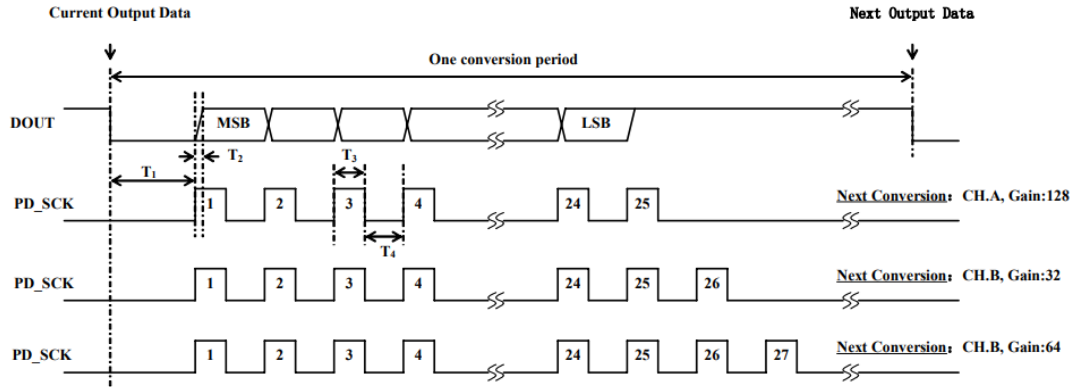 Current Output Data
Next Output Data
One conversion period
DOUT
MSB
LSB
T2
T3
T1
PD_SCK
1 2 3 4 24 25
Next Conversion: CH.A, Gain:128
T4
PD_SCK
1 2 3 4 24 25 26
Next Conversion: CH.B, Gain:32
PD_SCK
1 2 3 4 24 25 26 27
Next Conversion: CH.B, Gain:64